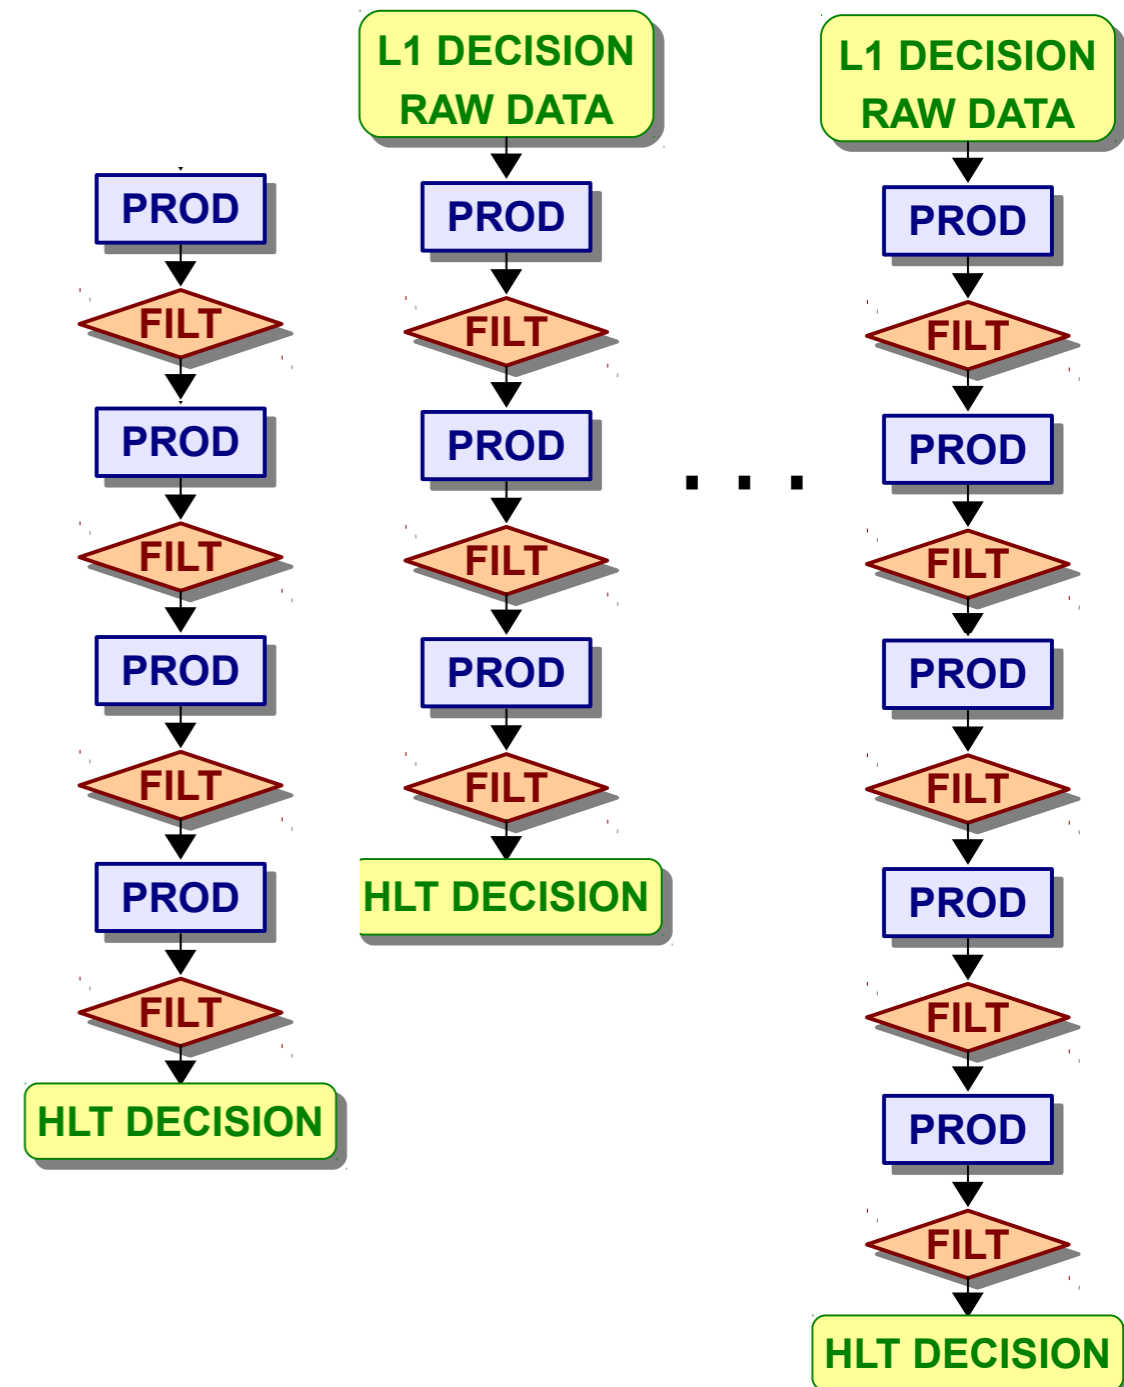 PROD
FILT
PROD
FILT
PROD
FILT
PROD
FILT
HLT DECISION
L1 DECISION
RAW DATA
PROD
FILT
PROD
FILT
PROD
FILT
HLT DECISION
. . .
L1 DECISION
RAW DATA
PROD
FILT
PROD
FILT
PROD
FILT
PROD
FILT
PROD
FILT
HLT DECISION